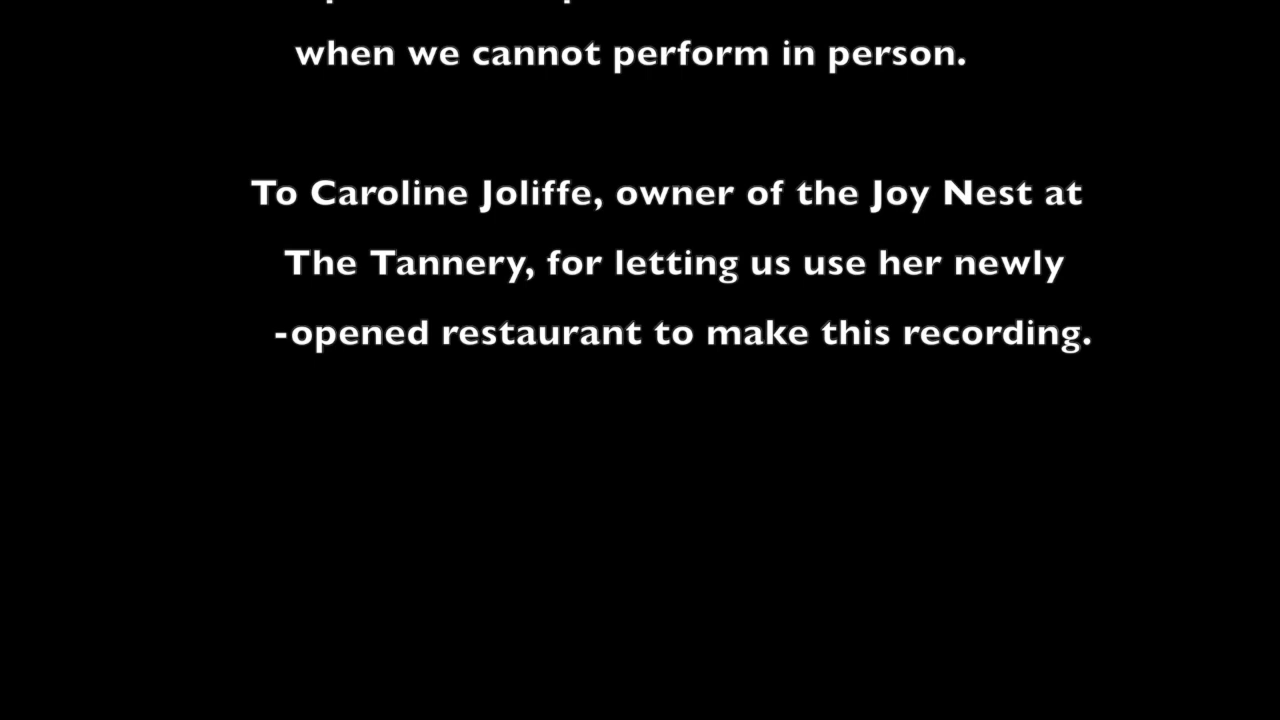 when we cannot perform in person.
To Caroline Joliffe, owner of the Joy Nest at
The Tannery, for letting us use her newly
-opened restaurant to make this recording.